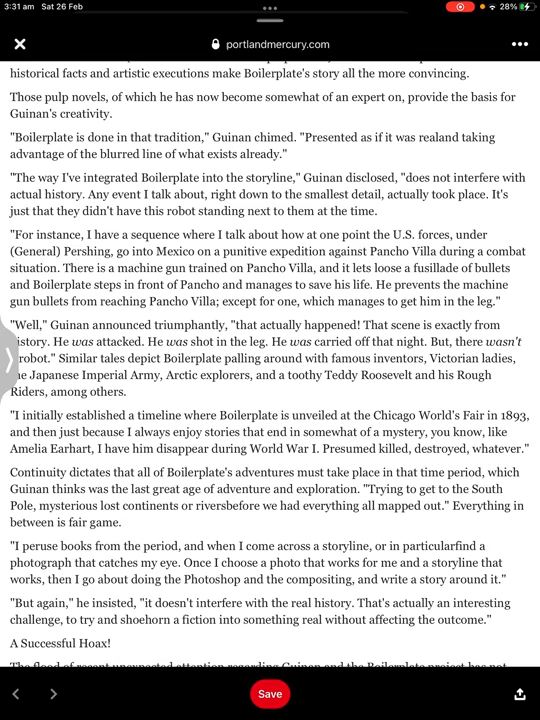 3:31 am Sat 26 Feb
28%
portlandmercury.com
historical facts and artistic executions make Boilerplate's story all the more convincing.
Those pulp novels, of which he has now become somewhat of an expert on, provide the basis for
Guinan's creativity.
"Boilerplate is done in that tradition," Guinan chimed. "Presented as if it was realand taking
advantage of the blurred line of what exists already."
"The way I've integrated Boilerplate into the storyline," Guinan disclosed, "does not interfere with
actual history. Any event I talk about, right down to the smallest detail, actually took place. It's
just that they didn't have this robot standing next to them at the time.
"For instance, I have a sequence where I talk about how at one point the U.S. forces, under
(General) Pershing, go into Mexico on a punitive expedition against Pancho Villa during a combat
situation. There is a machine gun trained on Pancho Villa, and it lets loose a fusillade of bullets
and Boilerplate steps in front of Pancho and manages to save his life. He prevents the machine
gun bullets from reaching Pancho Villa; except for one, which manages to get him in the leg."
"Well," Guinan announced triumphantly, "that actually happened! That scene is exactly from
istory. He was attacked. He was shot in the leg. He was carried off that night. But, there wasn't
robot." Similar tales depict Boilerplate palling around with famous inventors, Victorian ladies,
he Japanese Imperial Army, Arctic explorers, and a toothy Teddy Roosevelt and his Rough
Riders, among others.
"I initially established a timeline where Boilerplate is unveiled at the Chicago World's Fair in 1893,
and then just because I always enjoy stories that end in somewhat of a mystery, you know, like
Amelia Earhart, I have him disappear during World War I. Presumed killed, destroyed, whatever."
Continuity dictates that all of Boilerplate's adventures must take place in that time period, which
Guinan thinks was the last great age of adventure and exploration. "Trying to get to the South
Pole, mysterious lost continents or riversbefore we had everything all mapped out." Everything in
between is fair game.
"I peruse books from the period, and when I come across a storyline, or in particularfind a
photograph that catches my eye. Once I choose a photo that works for me and a storyline that
works, then I go about doing the Photoshop and the compositing, and write a story around it."
"But again," he insisted, "it doesn't interfere with the real history. That's actually an interesting
challenge, to try and shoehorn a fiction into something real without affecting the outcome."
A Successful Hoax!
The flood of recent unexpected attention regarding Guinan and the Boilerplate project has not
Save